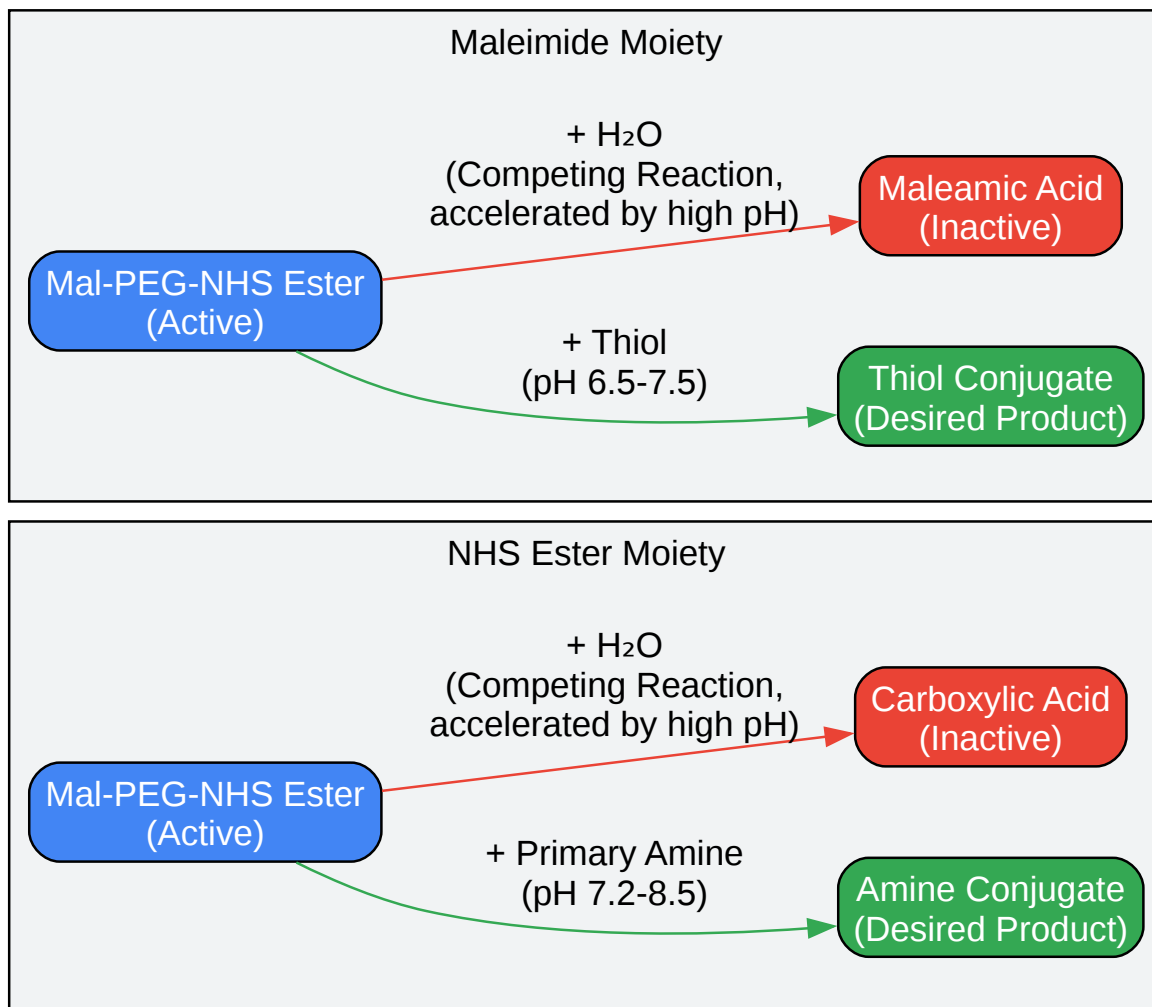 Maleimide Moiety
+ H₂O
(Competing Reaction,
accelerated by high pH)
Maleamic Acid
(Inactive)
Mal-PEG-NHS Ester
(Active)
+ Thiol
(pH 6.5-7.5)
Thiol Conjugate
(Desired Product)
NHS Ester Moiety
+ H₂O
(Competing Reaction,
accelerated by high pH)
Carboxylic Acid
(Inactive)
Mal-PEG-NHS Ester
(Active)
+ Primary Amine
(pH 7.2-8.5)
Amine Conjugate
(Desired Product)